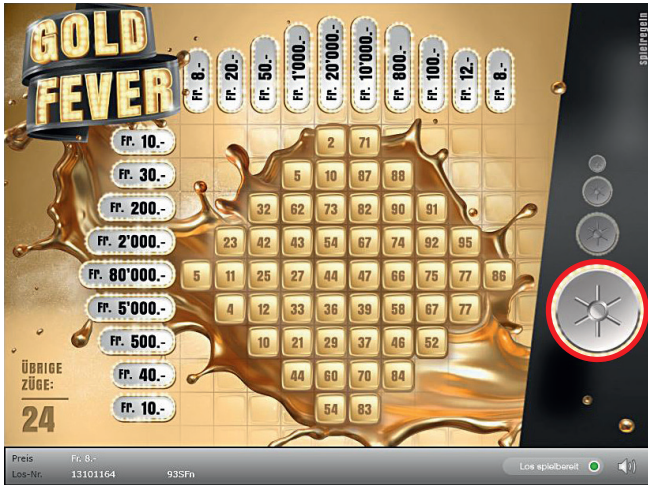 GOLD
FEVER
Fr. 8.- Fr. 20.- Fr. 50.- Fr. 1'000.- Fr. 20'000.- Fr. 10'000.- Fr. 800.- Fr. 100.- Fr. 12.- Fr. 8.-
spielregeln
Fr. 10.- 2 71
Fr. 30.- 5 10 87 88
Fr. 200.- 32 62 73 82 90 91
Fr. 2'000.- 23 42 43 54 67 74 92 95
Fr. 80'000.- 5 11 25 27 44 47 66 75 77 86
Fr. 5'000.- 4 12 33 36 39 58 67 77
Fr. 500.- 10 21 29 37 46 52
Fr. 40.- 44 60 70 84
Fr. 10.- 54 83
ÜBRIGE
ZÜGE:
24
Preis Fr. 8.-
Los-Nr. 13101164 93SFn
Los spielbereit